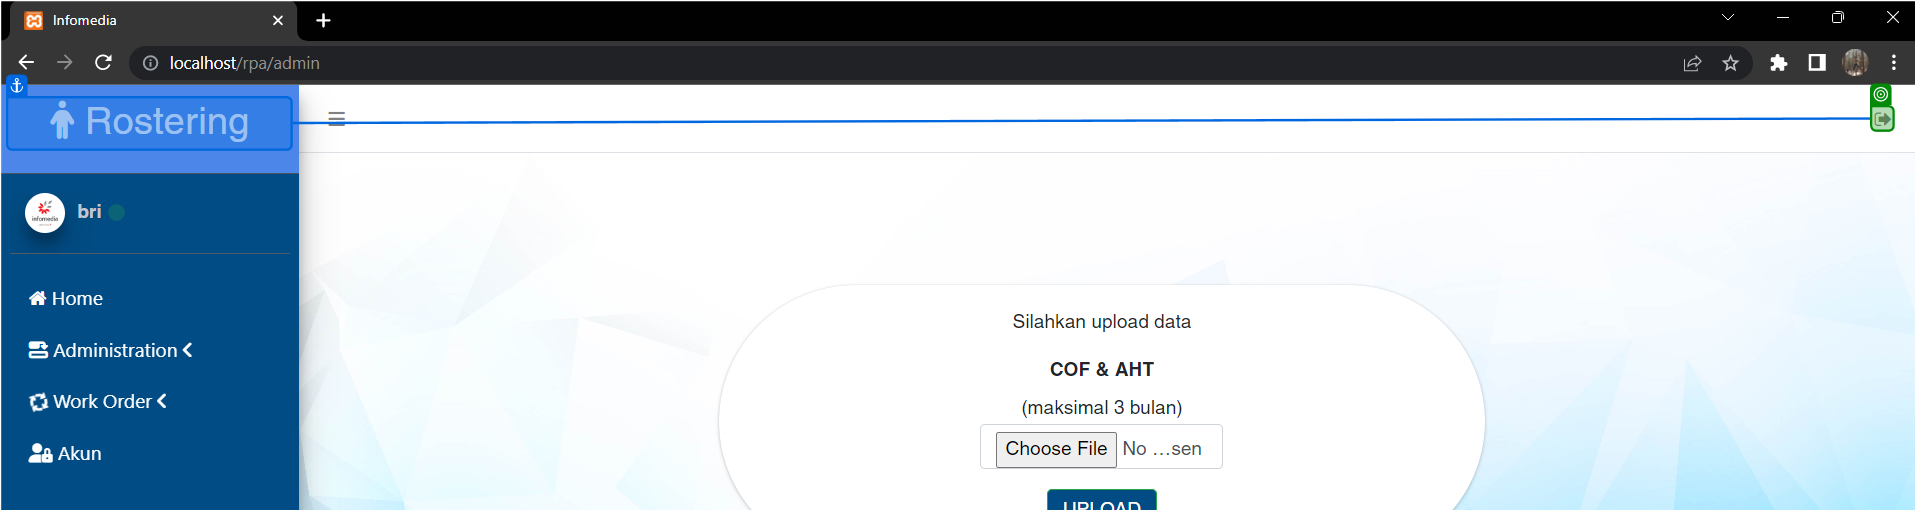 Infomedia
localhost/rpa/admin
Rostering
infomedia
bri
Home
Administration
Work Order
Akun
Silahkan upload data
COF & AHT
(maksimal 3 bulan)
Choose File No ...sen
UPLOAD